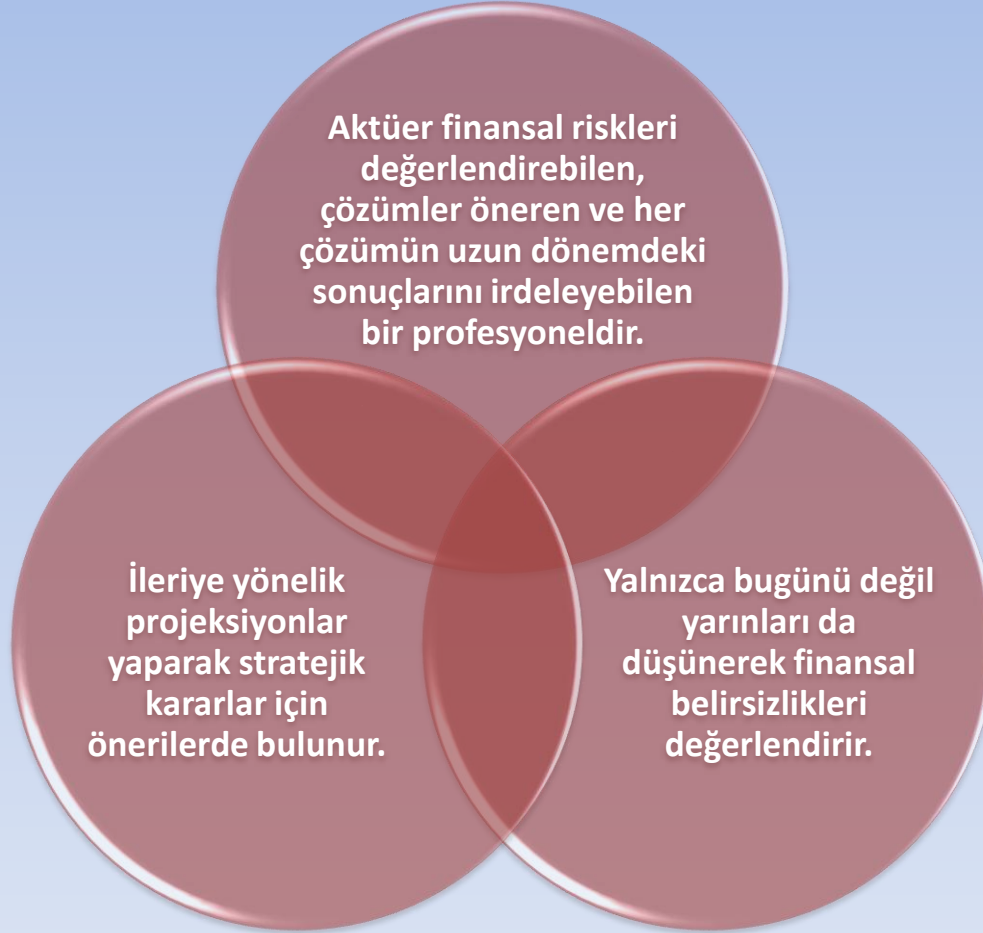 Aktüer finansal riskleri
değerlendirebilen,
çözümler öneren ve her
çözümün uzun dönemdeki
sonuçlarını irdeleyebilen
bir profesyoneldir.
İleriye yönelik
projeksiyonlar
yaparak stratejik
kararlar için
önerilerde bulunur.
Yalnızca bugünü değil
yarınları da
düşünerek finansal
belirsizlikleri
değerlendirir.